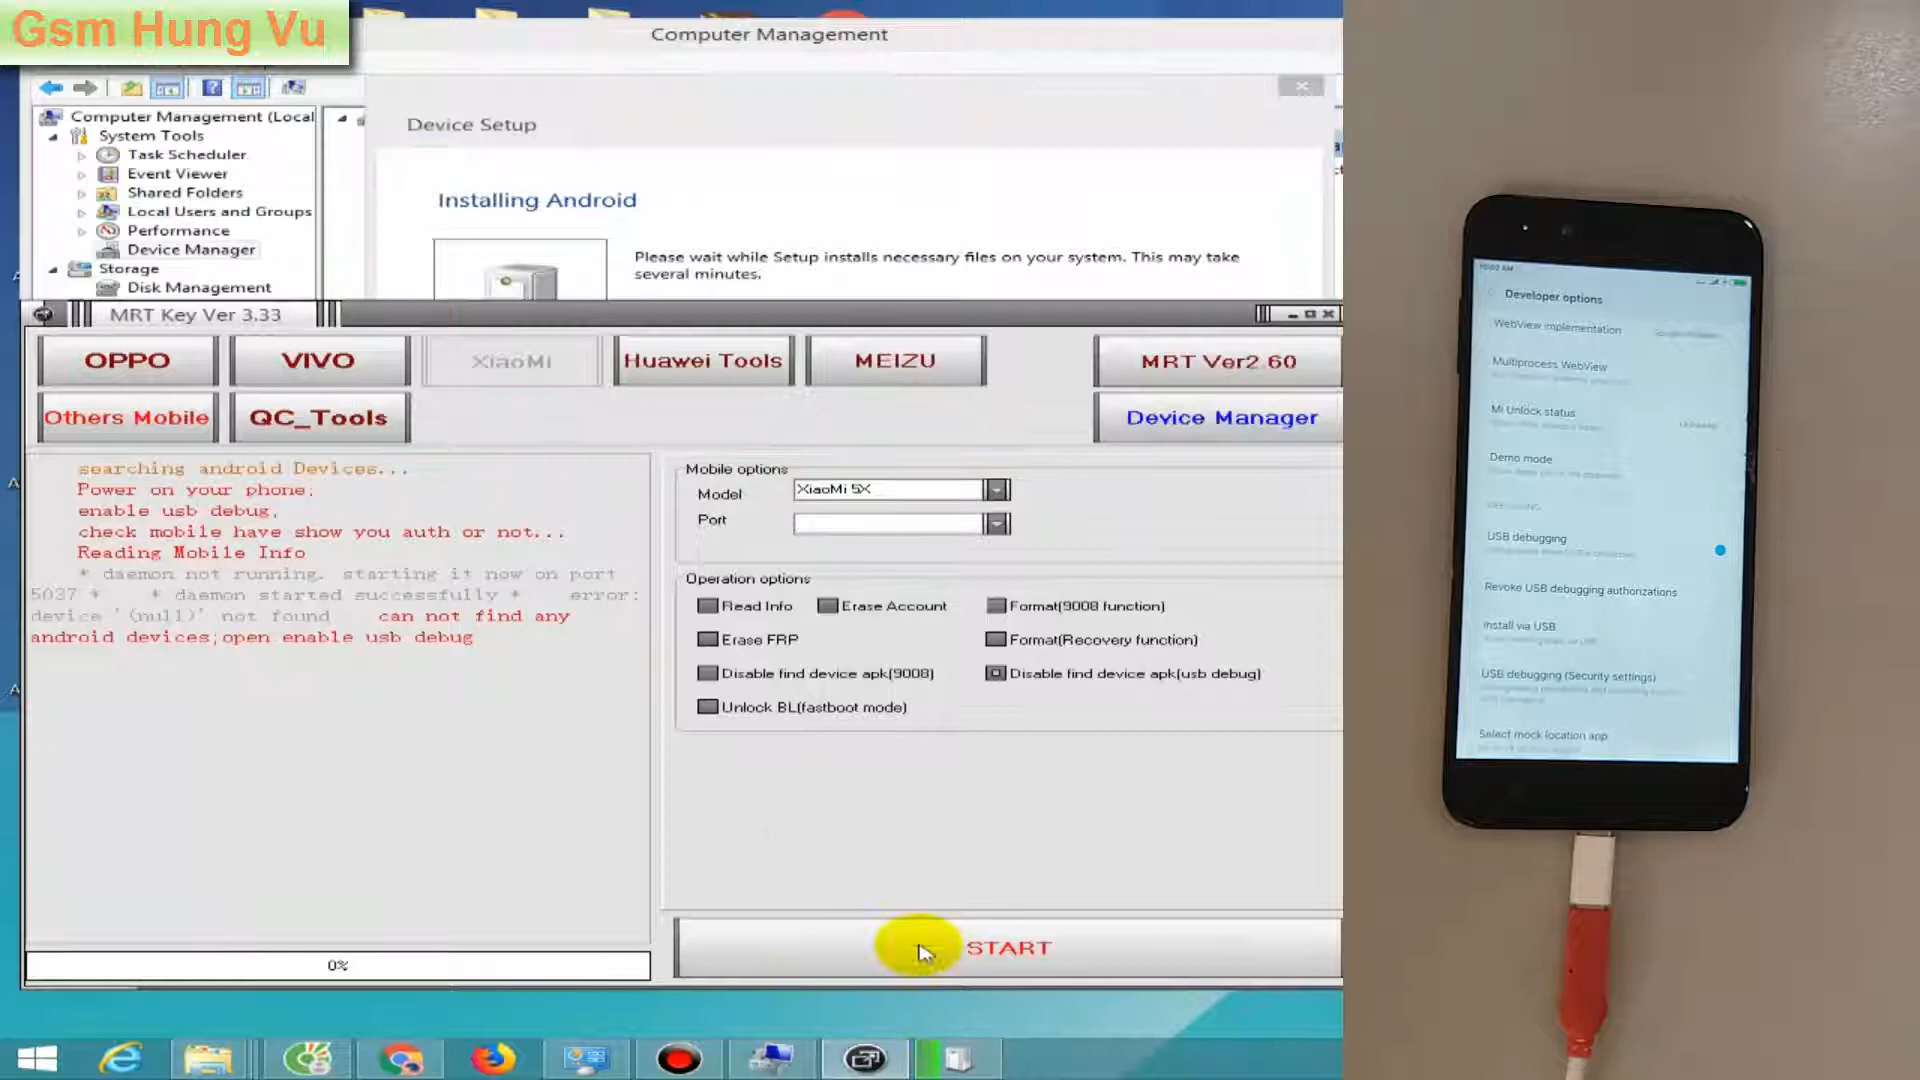 Gsm Hung Vu
Computer Management
Computer Management (Local
System Tools
Task Scheduler
Event Viewer
Shared Folders
Local Users and Groups
Performance
Device Manager
Storage
Disk Management
Device Setup
Installing Android
Please wait while Setup installs necessary files on your system. This may take
several minutes.
MRT Key Ver 3.33
OPPO
VIVO
XiaoMI
Huawei Tools
MEIZU
MRT Ver2.60
Others Mobile
QC_Tools
Device Manager
searching android Devices...
Power on your phone;
enable usb debug,
check mobile have show you auth or not...
Reading Mobile Info
* daemon not running. starting it now on port
5037 * * daemon started successfully * error:
device '(null)' not found can not find any
android devices;open enable usb debug
0%
Mobile options
Model
XiaoMi 5X
Port
Operation options
Read Info
Erase Account
Format(9008 function)
Erase FRP
Format(Recovery function)
Disable find device apk(9008)
Disable find device apk(usb debug)
Unlock BL(fastboot mode)
START
Developer options
WebView implementation
Multiprocess WebView
Mi Unlock status
Demo mode
USB debugging
Revoke USB debugging authorizations
Install via USB
USB debugging (Security settings)
Select mock location app